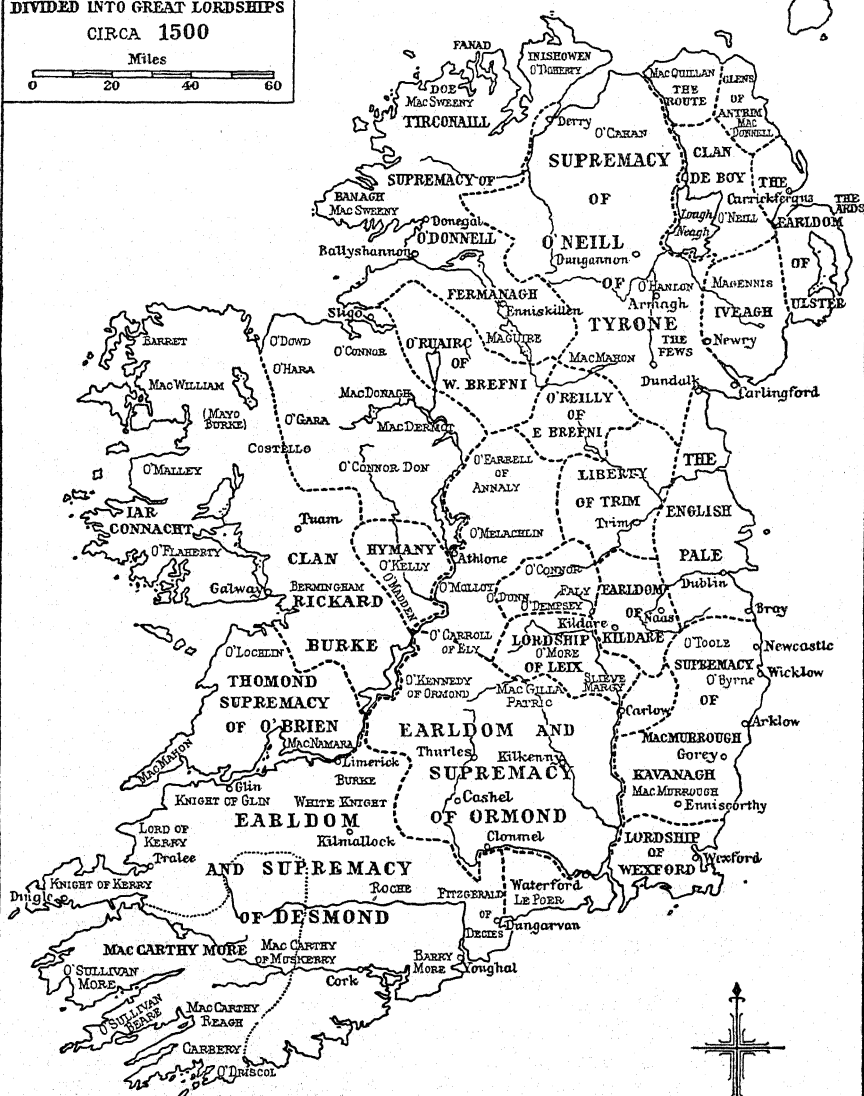 DIVIDED INTO GREAT LORDSHIPS
CIRCA 1500
Miles
0 20 40 60
FANAD
INISHOWEN
O'DOHERTY
DOE
MAC SWEENY
TIRCONAILL
MAC QUILLAN
THE
ROUTE
GLENS
OF
ANTRIM
MAC
DONNELL
Derry
O'CAHAN
SUPREMACY
OF
O'NEILL
OF
TYRONE
CLAN
DE BOY
O'NEILL
THE
Carrickfergus
THE
ARDS
EARLDOM
OF
ULSTER
SUPREMACY OF
O'DONNELL
BANAGH
MAC SWEENY
Donegal
Ballyshannon
Lough
Neagh
Dungannon
O'HANLON
Armagh
MAGENNIS
IVEAGH
Newry
THE
FEWS
FERMANAGH
Enniskillen
MAGUIRE
MACMAHON
Dundalk
Carlingford
Sligo
O'DOWD
O'CONNOR
O'HARA
O'RUAIRC
OF
W. BREFNI
BARRET
MACWILLIAM
(MAYO
BURKE)
MACDONAGH
O'GARA
MACDERMOT
COSTELLO
O'REILLY
OF
E BREFNI
O'MALLEY
O'CONNOR DON
O'FARRELL
OF
ANNALY
LIBERTY
OF TRIM
Trim
THE
ENGLISH
PALE
IAR
CONNACHT
O'FLAHERTY
Tuam
CLAN
RICKARD
BURKE
BERMINGHAM
Galway
HYMANY
O'KELLY
O'MADDEN
O'MELACHLIN
Athlone
O'MOLLOY
O'CONNOR
FALY
O'DUNN
O'DEMPSEY
EARLDOM
OF
KILDARE
Naas
Kildare
Dublin
Bray
O'LOCHLIN
O'CARROLL
OF ELY
LORDSHIP
O'MORE
OF LEIX
O'TOOLE
Newcastle
SUPREMACY
O'BYRNE
OF
Wicklow
THOMOND
SUPREMACY
OF O'BRIEN
O'KENNEDY
OF ORMOND
MAC GILLA
PATRIC
SLIEVE
MARGY
Carlow
Arklow
MACNAMARA
MACMAHON
EARLDOM AND
SUPREMACY
OF ORMOND
Thurles
Kilkenny
MACMURROUGH
Gorey
KAVANAGH
MAC MURROUGH
Enniscorthy
Limerick
BURKE
Glin
KNIGHT OF GLIN
WHITE KNIGHT
Cashel
EARLDOM
Kilmallock
Clonmel
LORD OF
KERRY
Tralee
LORDSHIP
OF
WEXFORD
Wexford
AND SUPREMACY
KNIGHT OF KERRY
Dingle
ROCHE
FITZGERALD
OF
DECIES
Waterford
LE POER
OF DESMOND
Dungarvan
MAC CARTHY MORE
MAC CARTHY
OF MUSKERRY
BARRY
MORE
Youghal
O'SULLIVAN
MORE
Cork
O'SULLIVAN
BEARE
MAC CARTHY
REAGH
CARBERY
O'DRISCOL